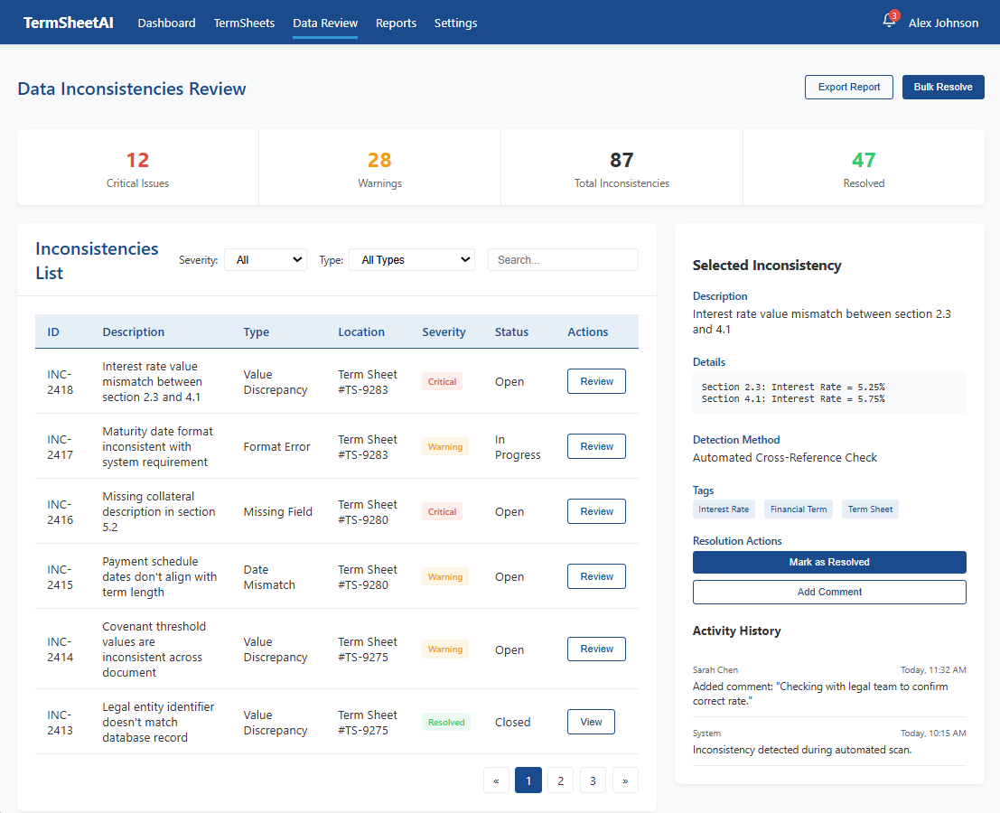 TermSheetAI Dashboard TermSheets Data Review Reports Settings 3 Alex Johnson
Data Inconsistencies Review Export Report Bulk Resolve
12 28 87 47
Critical Issues Warnings Total Inconsistencies Resolved
Inconsistencies
List
Severity: All Type: All Types Search...
ID Description Type Location Severity Status Actions
INC-
2418
Interest rate value
mismatch between
section 2.3 and 4.1
Value
Discrepancy
Term Sheet
#TS-9283
Critical
Open
Review
INC-
2417
Maturity date format
inconsistent with
system requirement
Format Error
Term Sheet
#TS-9283
Warning
In
Progress
Review
INC-
2416
Missing collateral
description in section
5.2
Missing Field
Term Sheet
#TS-9280
Critical
Open
Review
INC-
2415
Payment schedule
dates don't align with
term length
Date
Mismatch
Term Sheet
#TS-9280
Warning
Open
Review
INC-
2414
Covenant threshold
values are
inconsistent across
document
Value
Discrepancy
Term Sheet
#TS-9275
Warning
Open
Review
INC-
2413
Legal entity identifier
doesn't match
database record
Value
Discrepancy
Term Sheet
#TS-9275
Resolved
Closed
View
« 1 2 3 »
Selected Inconsistency
Description
Interest rate value mismatch between section 2.3
and 4.1
Details
Section 2.3: Interest Rate = 5.25%
Section 4.1: Interest Rate = 5.75%
Detection Method
Automated Cross-Reference Check
Tags
Interest Rate Financial Term Term Sheet
Resolution Actions
Mark as Resolved
Add Comment
Activity History
Sarah Chen Today, 11:32 AM
Added comment: "Checking with legal team to confirm
correct rate."
System Today, 10:15 AM
Inconsistency detected during automated scan.